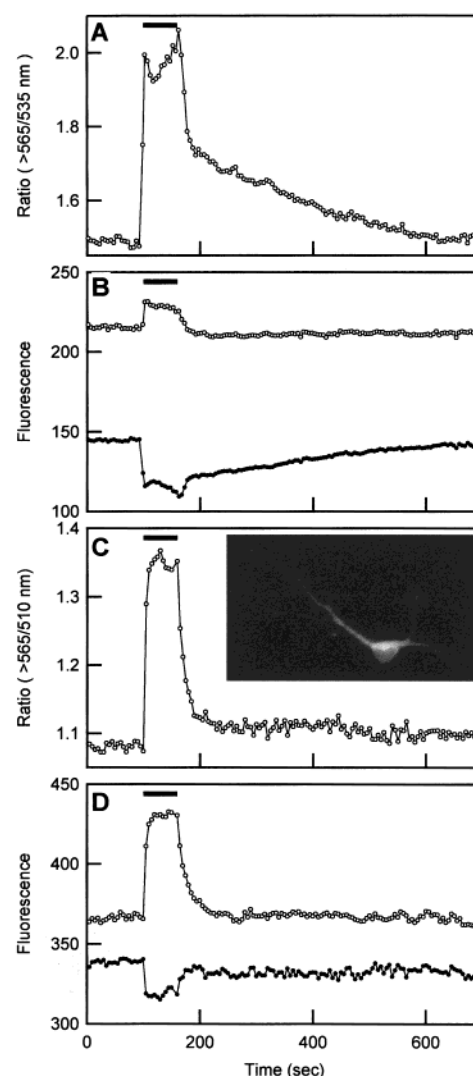 A
2.0
1.8
1.6
Ratio ( >565/535 nm)
B
250
200
150
100
Fluorescence
C
1.4
1.3
1.2
1.1
Ratio ( >565/510 nm)
D
450
400
350
300
Fluorescence
0
200
400
600
Time (sec)